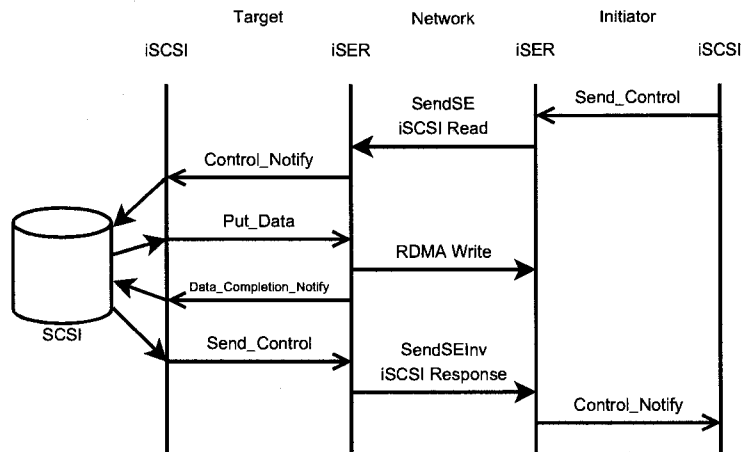 Target Network Initiator
iSCSI iSER iSER iSCSI
Send_Control
SendSE
iSCSI Read
Control_Notify
Put_Data
RDMA Write
Data_Completion_Notify
SCSI
Send_Control
SendSEInv
iSCSI Response
Control_Notify